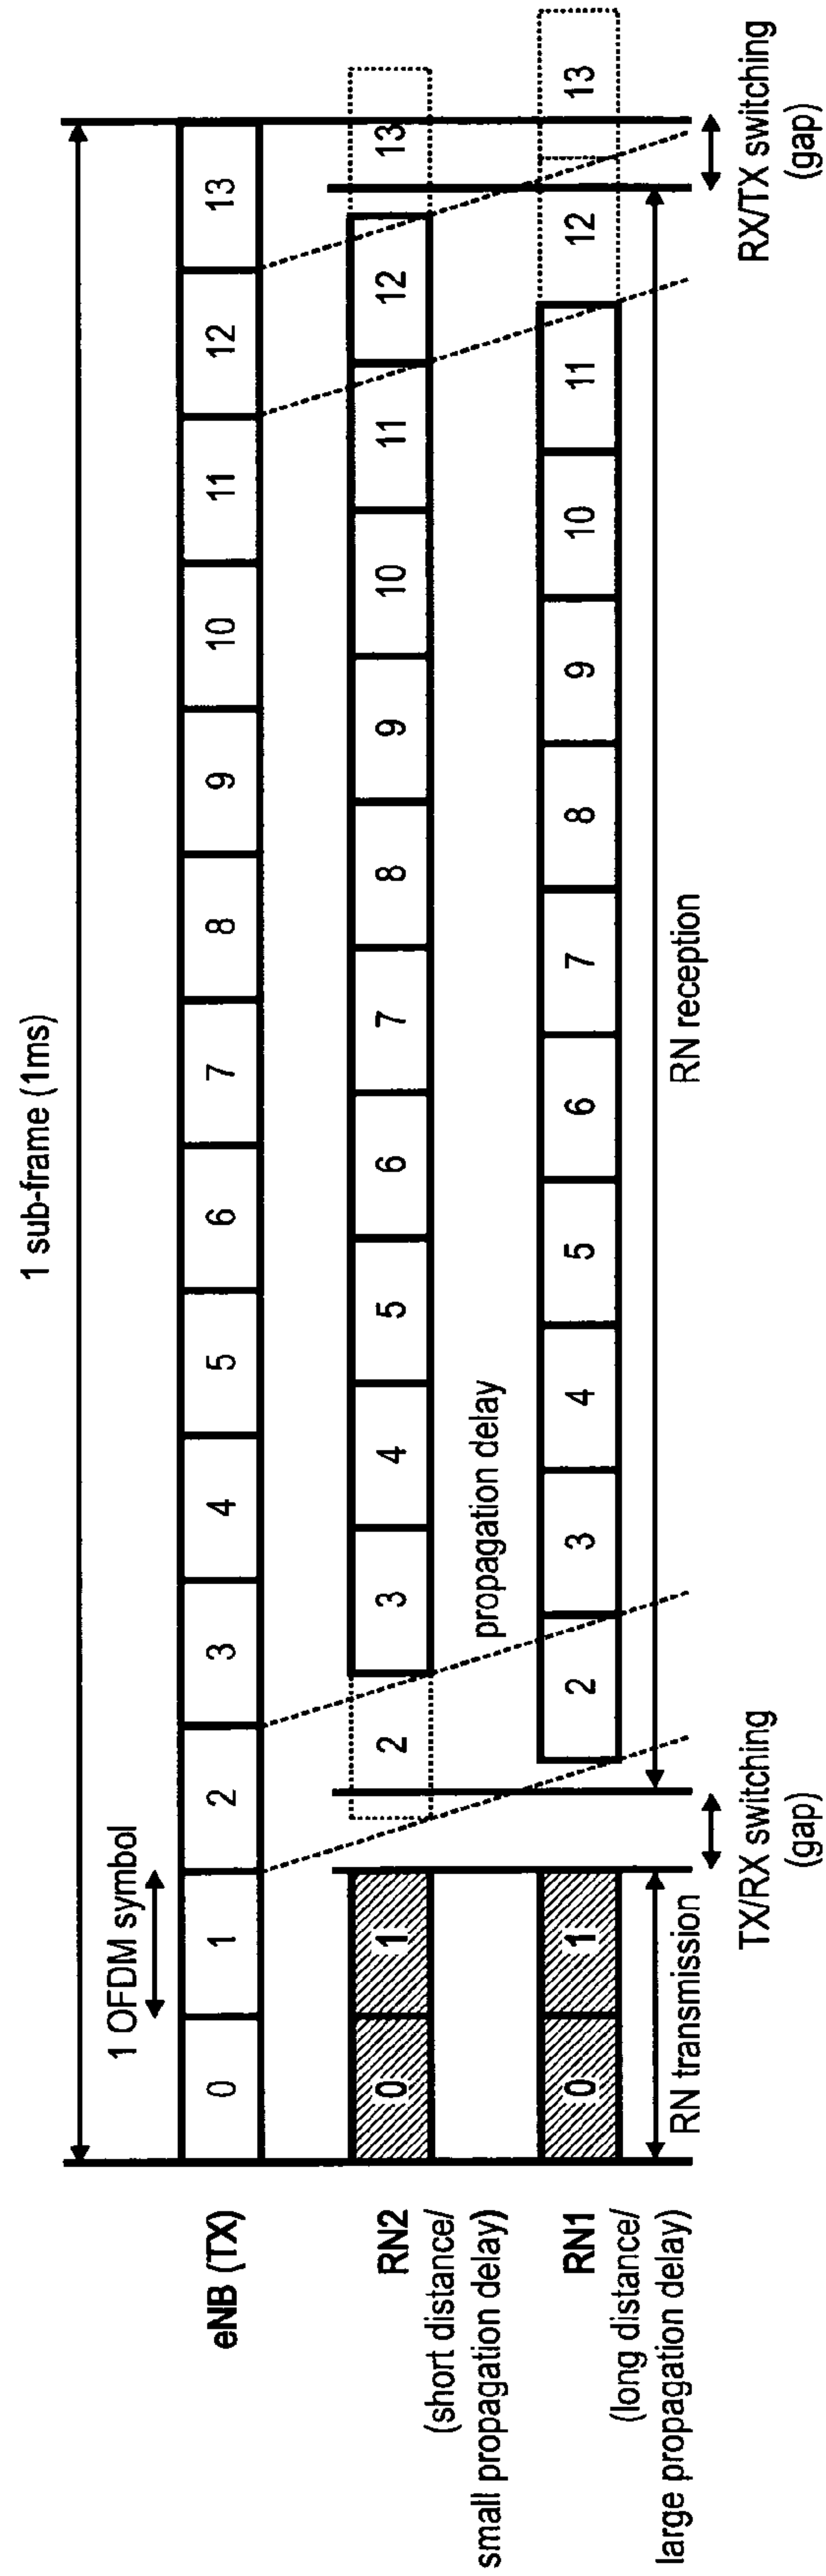 1 sub-frame (1ms)
1 OFDM symbol
eNB (TX)
0 1 2 3 4 5 6 7 8 9 10 11 12 13
RN2
(short distance/
small propagation delay)
0 1 2 3 4 5 6 7 8 9 10 11 12 13
propagation delay
RN1
(long distance/
large propagation delay)
0 1 2 3 4 5 6 7 8 9 10 11 12 13
RN transmission
RN reception
TX/RX switching
(gap)
RX/TX switching
(gap)